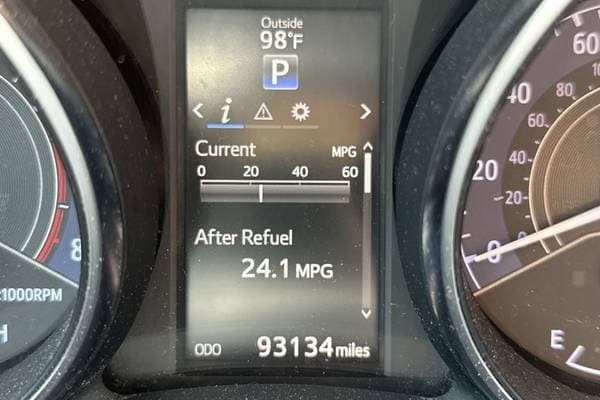 Outside
98°F
P
< i >
Current MPG
0 20 40 60
After Refuel
24.1 MPG
ODO 93134 miles
8
1000RPM
H
60
40
20
0
80
60
40
20
E